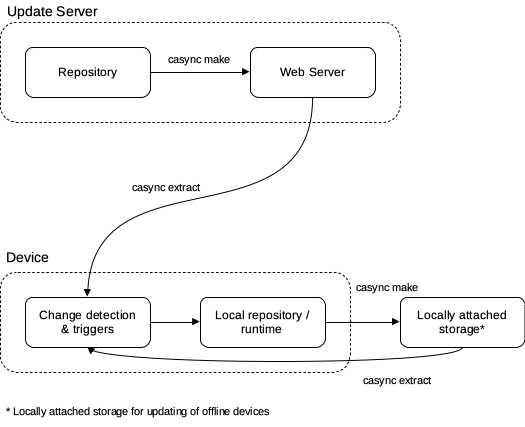 Update Server
casync make
Repository
Web Server
casync extract
Device
casync make
Change detection
& triggers
Local repository /
runtime
Locally attached
storage*
casync extract
* Locally attached storage for updating of offline devices